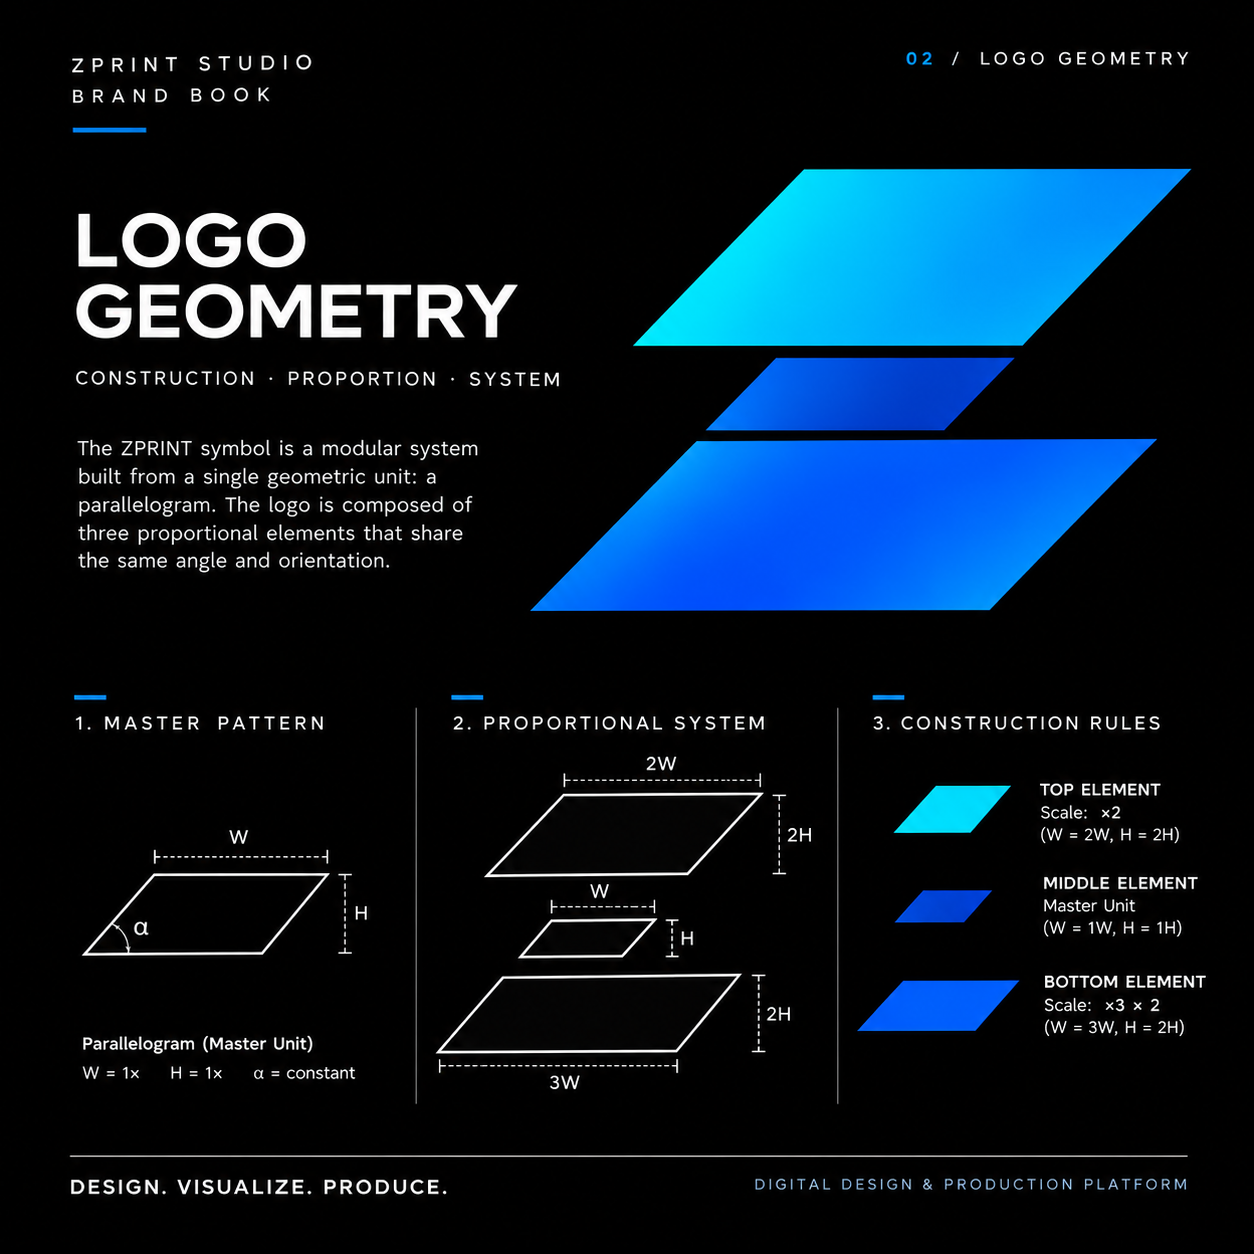 ZPRINT STUDIO
BRAND BOOK
02 / LOGO GEOMETRY
LOGO
GEOMETRY
CONSTRUCTION · PROPORTION · SYSTEM
The ZPRINT symbol is a modular system
built from a single geometric unit: a
parallelogram. The logo is composed of
three proportional elements that share
the same angle and orientation.
1. MASTER PATTERN
W
H
α
Parallelogram (Master Unit)
W = 1× H = 1× α = constant
2. PROPORTIONAL SYSTEM
2W
2H
W
H
2H
3W
3. CONSTRUCTION RULES
TOP ELEMENT
Scale: ×2
(W = 2W, H = 2H)
MIDDLE ELEMENT
Master Unit
(W = 1W, H = 1H)
BOTTOM ELEMENT
Scale: ×3 × 2
(W = 3W, H = 2H)
DESIGN. VISUALIZE. PRODUCE.
DIGITAL DESIGN & PRODUCTION PLATFORM